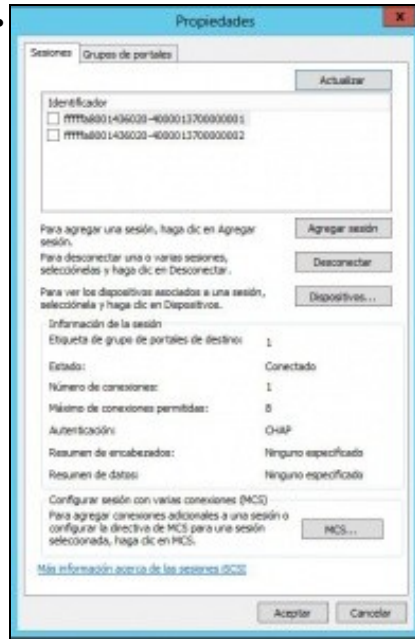 Propiedades
x
Sesiones Grupos de portales
Actualizar
Identificador
fffffa8001436020-4000013700000001
fffffa8001436020-4000013700000002
Para agregar una sesión, haga clic en Agregar
sesión.
Agregar sesión
Para desconectar una o varias sesiones,
selecciónelas y haga clic en Desconectar.
Desconectar
Para ver los dispositivos asociados a una sesión,
selecciónela y haga clic en Dispositivos.
Dispositivos...
Información de la sesión
Etiqueta de grupo de portales de destino: 1
Estado: Conectado
Número de conexiones: 1
Máximo de conexiones permitidas: 8
Autenticación: CHAP
Resumen de encabezados: Ninguno especificado
Resumen de datos: Ninguno especificado
Configurar sesión con varias conexiones (MCS)
Para agregar conexiones adicionales a una sesión o
configurar la directiva de MCS para una sesión
seleccionada, haga clic en MCS.
MCS...
Más información acerca de las sesiones iSCSI
Aceptar Cancelar